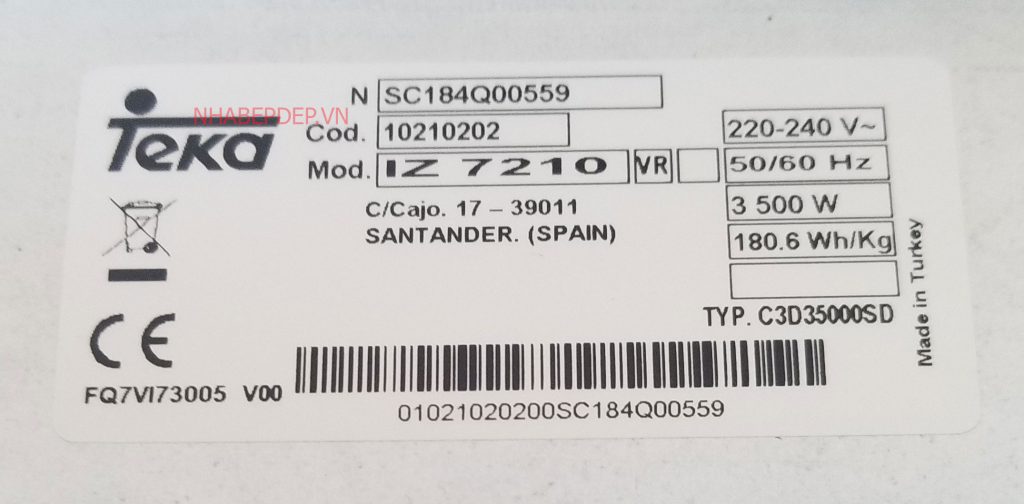 NHABEPDEP.VN
Teka
N SC184Q00559
Cod. 10210202
Mod. IZ 7210 VR
C/Cajo. 17 – 39011
SANTANDER. (SPAIN)
220-240 V~
50/60 Hz
3 500 W
180.6 Wh/Kg
TYP. C3D35000SD
Made in Turkey
CE
FQ7VI73005 V00
01021020200SC184Q00559